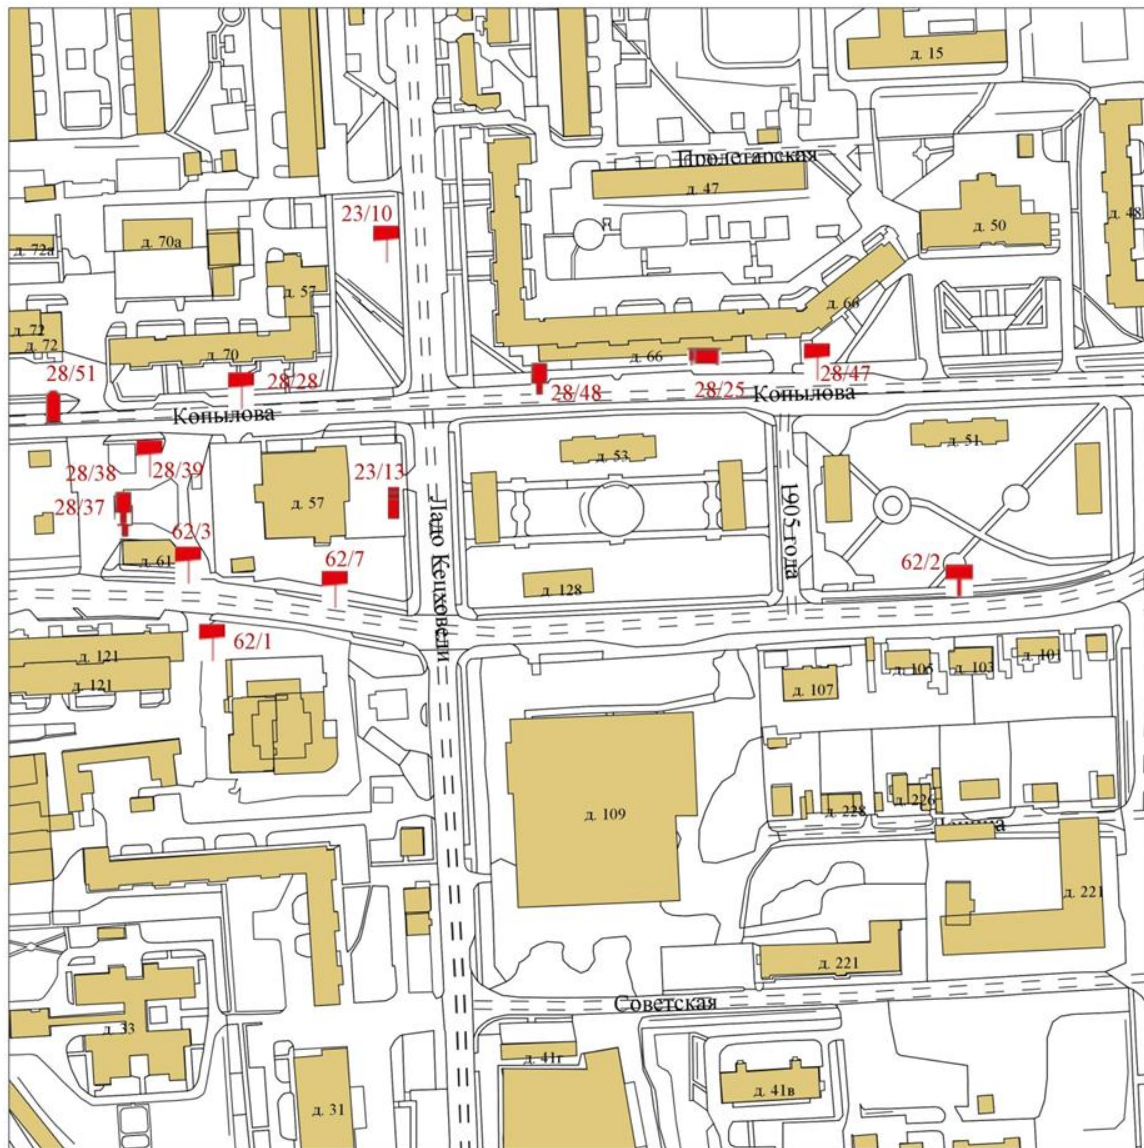 д. 15
Пролетарская
д. 47
23/10
д. 50
д. 48
д. 72а
д. 70а
д. 57
д. 66
д. 72
д. 72
д. 70
д. 66
28/51
28/28/
28/48
28/25
28/47
Копылова
Копылова
28/38
28/39
23/13
д. 53
д. 51
28/37
д. 57
Ладо Кецховели
1905 года
62/3
д. 61
62/7
62/2
д. 128
62/1
д. 121
д. 121
д. 105
д. 103
д. 101
д. 107
д. 109
д. 228
д. 226
д. 221
д. 221
Советская
д. 33
д. 41г
д. 31
д. 41в